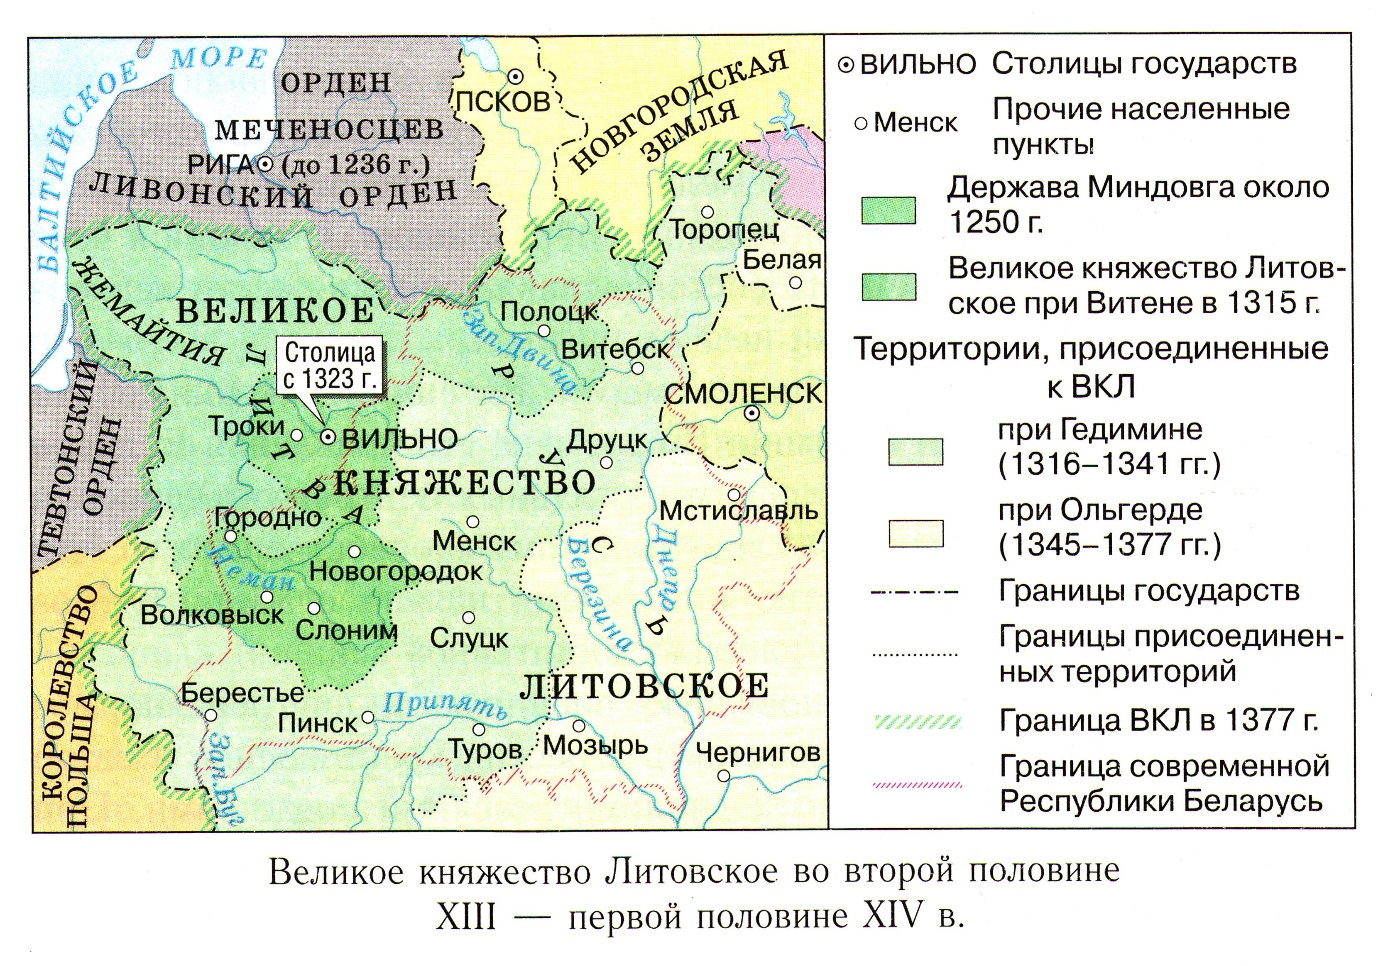 БАЛТИЙСКОЕ МОРЕ
ОРДЕН
МЕЧЕНОСЦЕВ
РИГА (до 1236 г.)
ЛИВОНСКИЙ ОРДЕН
ПСКОВ
НОВГОРОДСКАЯ
ЗЕМЛЯ
Торопец
Белая
ЖЕМАЙТИЯ
ВЕЛИКОЕ
Полоцк
Зап. Двина
Витебск
Столица
с 1323 г.
ЛИТВА
РУСЬ
СМОЛЕНСК
Троки
ВИЛЬНО
Друцк
КНЯЖЕСТВО
ТЕВТОНСКИЙ
ОРДЕН
Мстиславль
Городно
Менск
Неман
Новогородок
Березина
Днепр
Волковыск
Слоним
Слуцк
КОРОЛЕВСТВО
ПОЛЬША
ЛИТОВСКОЕ
Берестье
Пинск
Припять
Туров
Мозырь
Чернигов
Зап. Буг
ВИЛЬНО Столицы государств
Менск Прочие населенные
пункты
Держава Миндовга около
1250 г.
Великое княжество Литов-
ское при Витене в 1315 г.
Территории, присоединенные
к ВКЛ
при Гедимине
(1316–1341 гг.)
при Ольгерде
(1345–1377 гг.)
Границы государств
Границы присоединен-
ных территорий
Граница ВКЛ в 1377 г.
Граница современной
Республики Беларусь
Великое княжество Литовское во второй половине
XIII — первой половине XIV в.